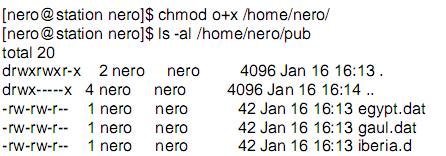 [nero@station nero]$ chmod o+x /home/nero/
[nero@station nero]$ ls -al /home/nero/pub
total 20
drwxrwxr-x 2 nero nero 4096 Jan 16 16:13 .
drwx-----x 4 nero nero 4096 Jan 16 16:14 ..
-rw-rw-r-- 1 nero nero 42 Jan 16 16:13 egypt.dat
-rw-rw-r-- 1 nero nero 42 Jan 16 16:13 gaul.dat
-rw-rw-r-- 1 nero nero 42 Jan 16 16:13 iberia.d